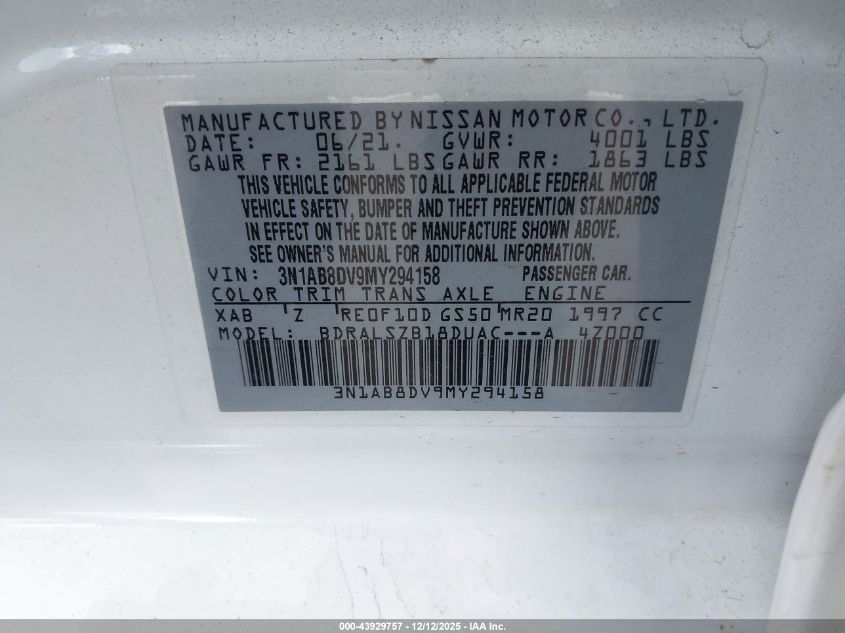 MANUFACTURED BY NISSAN MOTOR CO., LTD.
DATE: 06/21. GVWR: 4001 LBS
GAWR FR: 2161 LBS GAWR RR: 1863 LBS
THIS VEHICLE CONFORMS TO ALL APPLICABLE FEDERAL MOTOR
VEHICLE SAFETY, BUMPER AND THEFT PREVENTION STANDARDS
IN EFFECT ON THE DATE OF MANUFACTURE SHOWN ABOVE.
SEE OWNER'S MANUAL FOR ADDITIONAL INFORMATION.
VIN: 3N1AB8DV9MY294158 PASSENGER CAR.
COLOR TRIM TRANS AXLE ENGINE
XAB Z RE0F10D GS50 MR20 1997 CC
MODEL: BDRALSZB18DUAC---A 4Z000
3N1AB8DV9MY294158
000-43929757 - 12/12/2025 - IAA Inc.